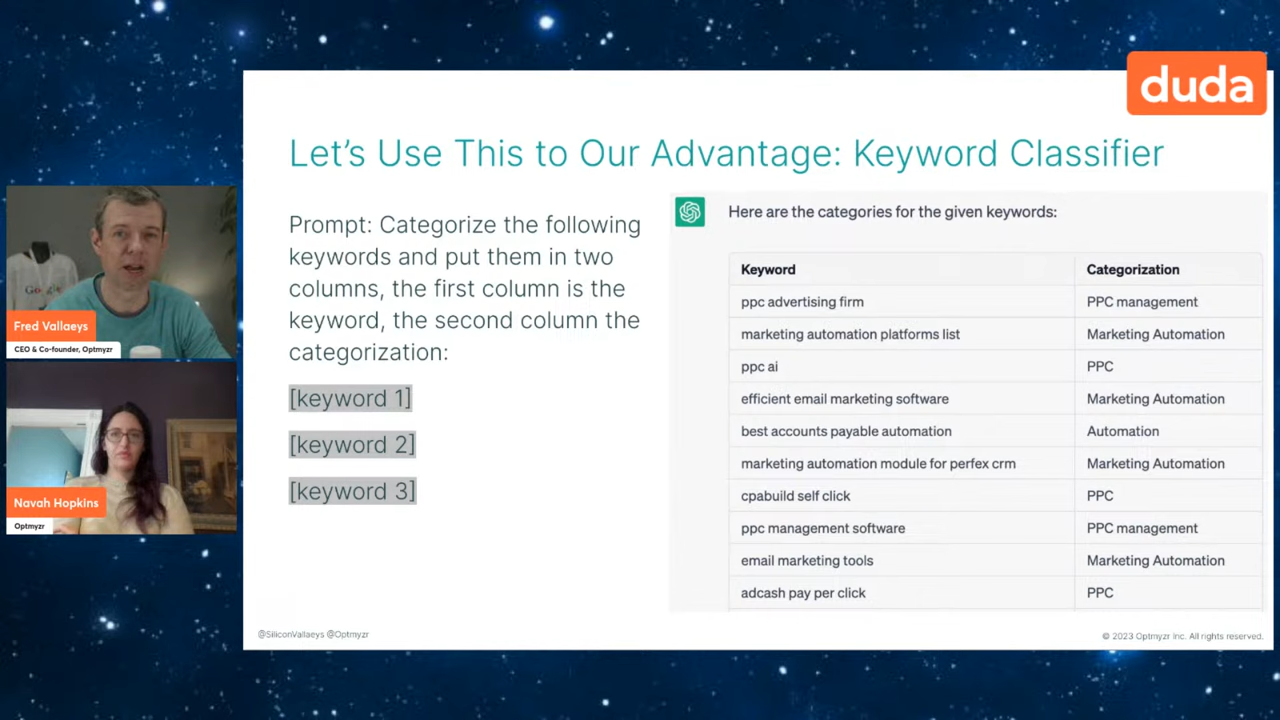 duda
Let's Use This to Our Advantage: Keyword Classifier
Prompt: Categorize the following
keywords and put them in two
columns, the first column is the
keyword, the second column the
categorization:
[keyword 1]
[keyword 2]
[keyword 3]
Here are the categories for the given keywords:
Keyword Categorization
ppc advertising firm PPC management
marketing automation platforms list Marketing Automation
ppc ai PPC
efficient email marketing software Marketing Automation
best accounts payable automation Automation
marketing automation module for perfex crm Marketing Automation
cpabuild self click PPC
ppc management software PPC management
email marketing tools Marketing Automation
adcash pay per click PPC
Google
Fred Vallaeys
CEO & Co-founder, Optmyzr
Navah Hopkins
Optmyzr
@SiliconVallaeys @Optmyzr
© 2023 Optmyzr Inc. All rights reserved.